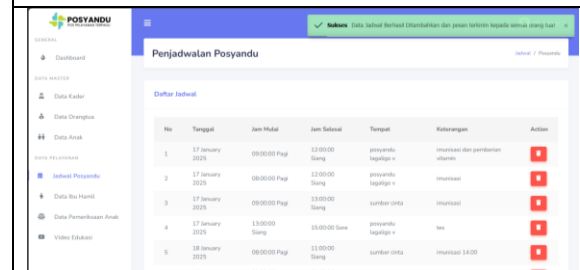 POSYANDU
POS PELAYANAN TERPADU
Sukses Data Jadwal Berhasil Ditambahkan dan pesan terkirim kepada semua orang tua! ×
GENERAL
Dashboard
DATA MASTER
Data Kader
Data Orangtua
Data Anak
DATA PELAYANAN
Jadwal Posyandu
Data Ibu Hamil
Data Pemeriksaan Anak
Video Edukasi
Penjadwalan Posyandu
Jadwal / Posyandu
Daftar Jadwal
No Tanggal Jam Mulai Jam Selesai Tempat Keterangan Action
1 17 January 2025 09:00:00 Pagi 12:00:00 Siang posyandu lagaligo v imunisasi dan pemberian vitamin
2 17 January 2025 08:00:00 Pagi 12:00:00 Siang posyandu lagaligo v imunisasi
3 17 January 2025 09:00:00 Pagi 13:00:00 Siang sumber cinta imunisasi
4 17 January 2025 13:00:00 Siang 15:00:00 Sore posyandu lagaligo v tes
5 18 January 2025 08:00:00 Pagi 11:00:00 Siang sumber cinta imunisasi 14:00